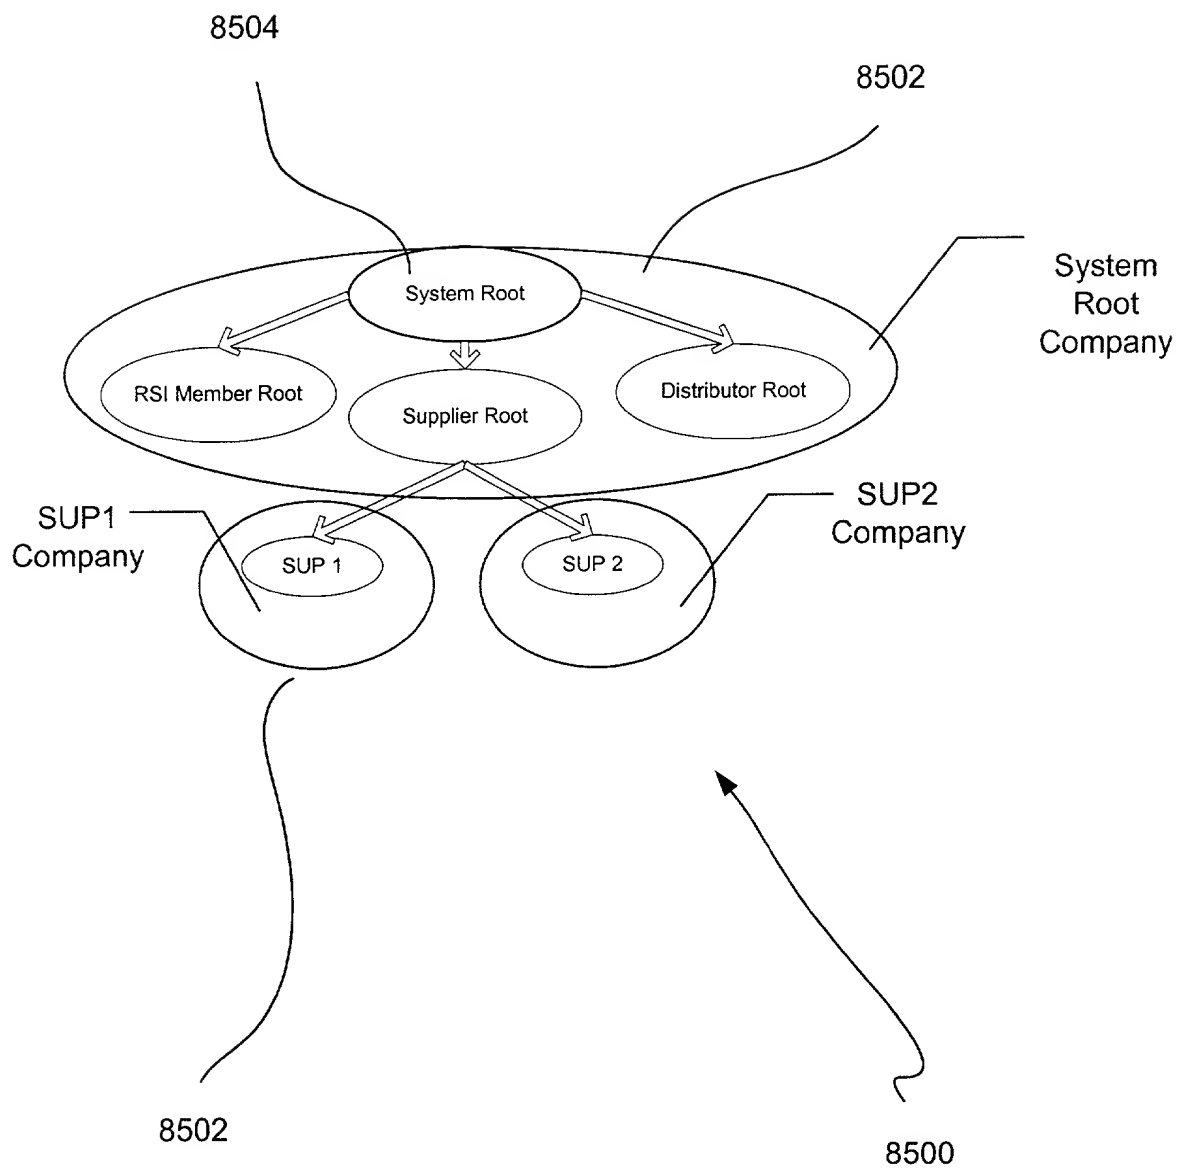 8504
8502
System
Root
Company
System Root
RSI Member Root
Supplier Root
Distributor Root
SUP1
Company
SUP2
Company
SUP 1
SUP 2
8502
8500